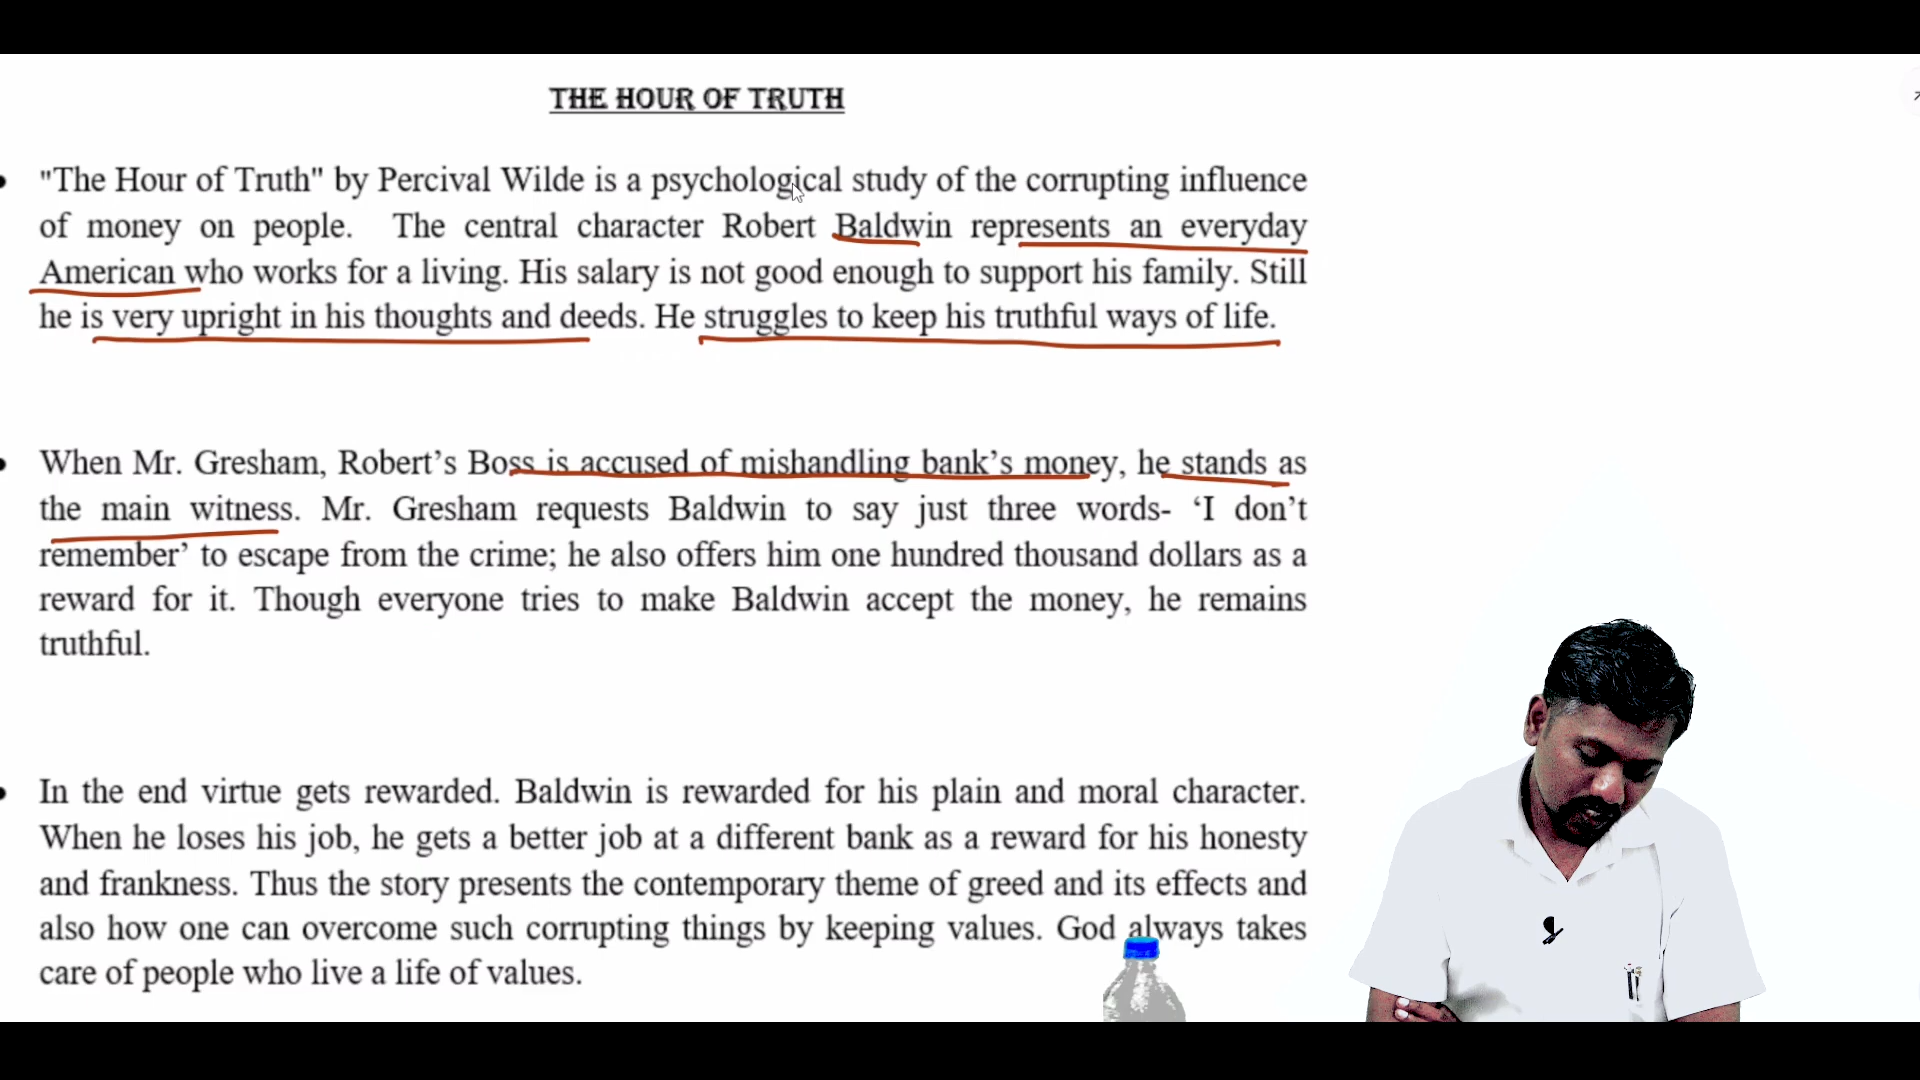 THE HOUR OF TRUTH
"The Hour of Truth" by Percival Wilde is a psychological study of the corrupting influence
of money on people. The central character Robert Baldwin represents an everyday
American who works for a living. His salary is not good enough to support his family. Still
he is very upright in his thoughts and deeds. He struggles to keep his truthful ways of life.
When Mr. Gresham, Robert’s Boss is accused of mishandling bank’s money, he stands as
the main witness. Mr. Gresham requests Baldwin to say just three words- ‘I don’t
remember’ to escape from the crime; he also offers him one hundred thousand dollars as a
reward for it. Though everyone tries to make Baldwin accept the money, he remains
truthful.
In the end virtue gets rewarded. Baldwin is rewarded for his plain and moral character.
When he loses his job, he gets a better job at a different bank as a reward for his honesty
and frankness. Thus the story presents the contemporary theme of greed and its effects and
also how one can overcome such corrupting things by keeping values. God always takes
care of people who live a life of values.